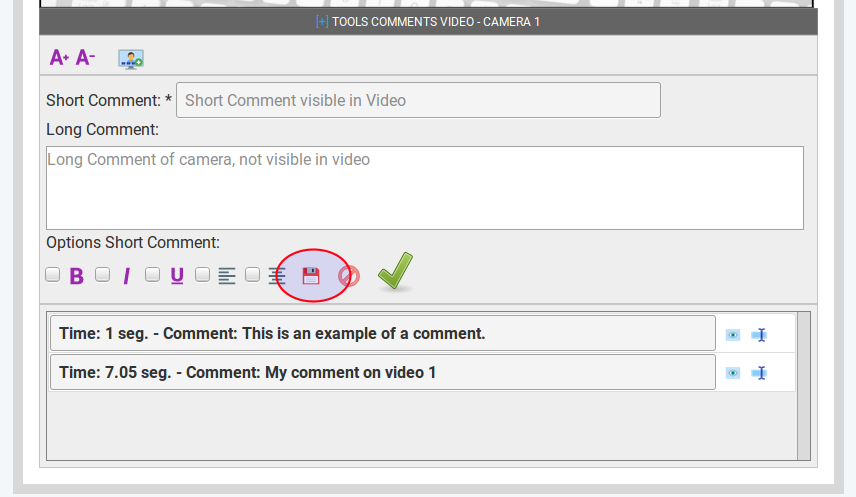 [+] TOOLS COMMENTS VIDEO - CAMERA 1
A+ A-
Short Comment: * Short Comment visible in Video
Long Comment:
Long Comment of camera, not visible in video
Options Short Comment:
B I U
Time: 1 seg. - Comment: This is an example of a comment.
Time: 7.05 seg. - Comment: My comment on video 1